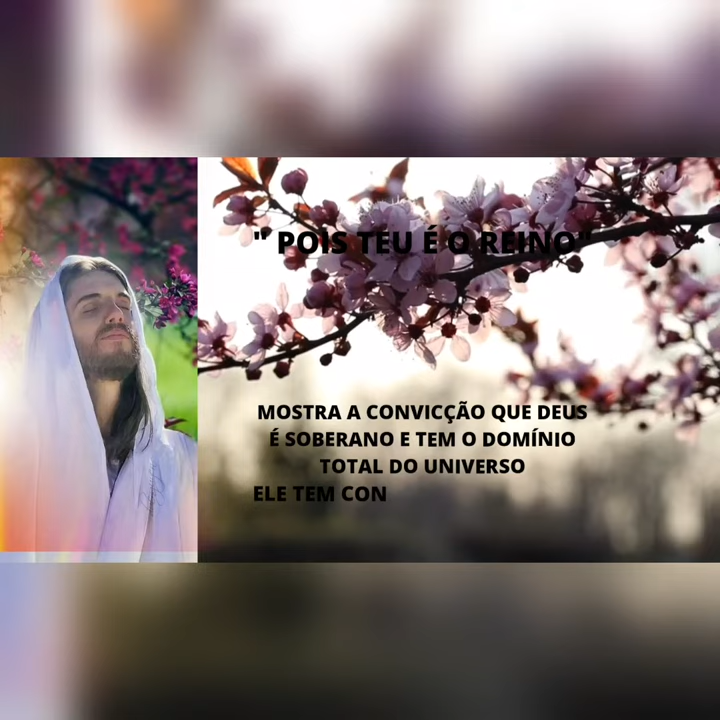 " POIS TEU É O REINO"
MOSTRA A CONVICÇÃO QUE DEUS
É SOBERANO E TEM O DOMÍNIO
TOTAL DO UNIVERSO
ELE TEM CON